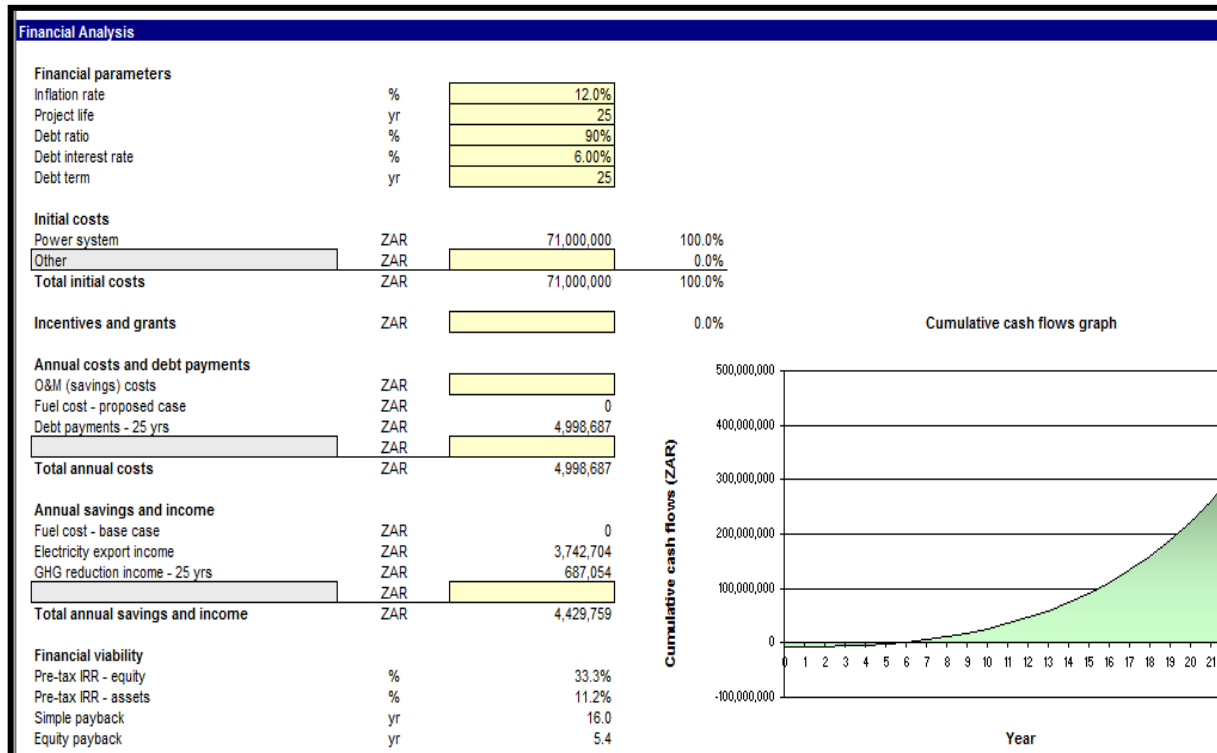 Financial Analysis
Financial parameters
Inflation rate % 12.0%
Project life yr 25
Debt ratio % 90%
Debt interest rate % 6.00%
Debt term yr 25
Initial costs
Power system ZAR 71,000,000 100.0%
Other ZAR 0.0%
Total initial costs ZAR 71,000,000 100.0%
Incentives and grants ZAR 0.0%
Annual costs and debt payments
O&M (savings) costs ZAR
Fuel cost - proposed case ZAR 0
Debt payments - 25 yrs ZAR 4,998,687
ZAR
Total annual costs ZAR 4,998,687
Annual savings and income
Fuel cost - base case ZAR 0
Electricity export income ZAR 3,742,704
GHG reduction income - 25 yrs ZAR 687,054
ZAR
Total annual savings and income ZAR 4,429,759
Financial viability
Pre-tax IRR - equity % 33.3%
Pre-tax IRR - assets % 11.2%
Simple payback yr 16.0
Equity payback yr 5.4
Cumulative cash flows graph
Cumulative cash flows (ZAR)
500,000,000
400,000,000
300,000,000
200,000,000
100,000,000
0
-100,000,000
0 1 2 3 4 5 6 7 8 9 10 11 12 13 14 15 16 17 18 19 20 21
Year